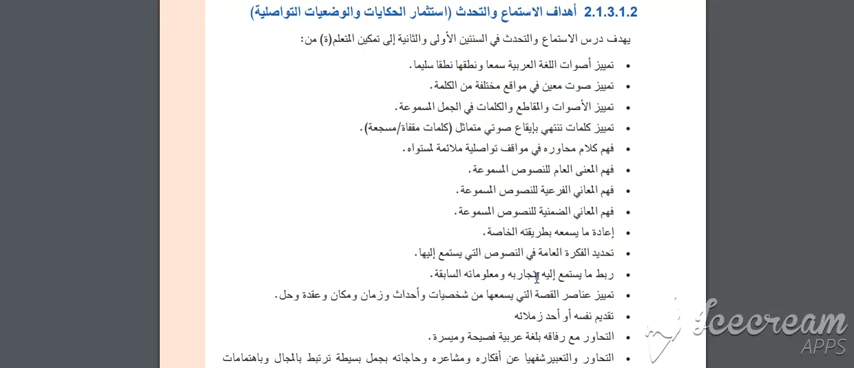 2.1.3.1.2 أهداف الاستماع والتحدث (استثمار الحكايات والوضعيات التواصلية)
يهدف درس الاستماع والتحدث في السنتين الأولى والثانية إلى تمكين المتعلم(ة) من:
• تمييز أصوات اللغة العربية سمعا ونطقها نطقا سليما.
• تمييز صوت معين في مواقع مختلفة من الكلمة.
• تمييز الأصوات والمقاطع والكلمات في الجمل المسموعة.
• تمييز كلمات تنتهي بإيقاع صوتي متماثل (كلمات مقفاة/مسجعة).
• فهم كلام محاوره في مواقف تواصلية ملائمة لمستواه.
• فهم المعنى العام للنصوص المسموعة.
• فهم المعاني الفرعية للنصوص المسموعة.
• فهم المعاني الضمنية للنصوص المسموعة.
• إعادة ما يسمعه بطريقته الخاصة.
• تحديد الفكرة العامة في النصوص التي يستمع إليها.
• ربط ما يستمع إليه بتجاربه ومعلوماته السابقة.
• تمييز عناصر القصة التي يسمعها من شخصيات وأحداث وزمان ومكان وعقدة وحل.
• تقديم نفسه أو أحد زملائه
• التحاور مع رفاقه بلغة عربية فصيحة وميسرة.
• التحاور والتعبيرشفهيا عن أفكاره ومشاعره وحاجاته بجمل بسيطة ترتبط بالمجال وباهتمامات
Icecream
APPS